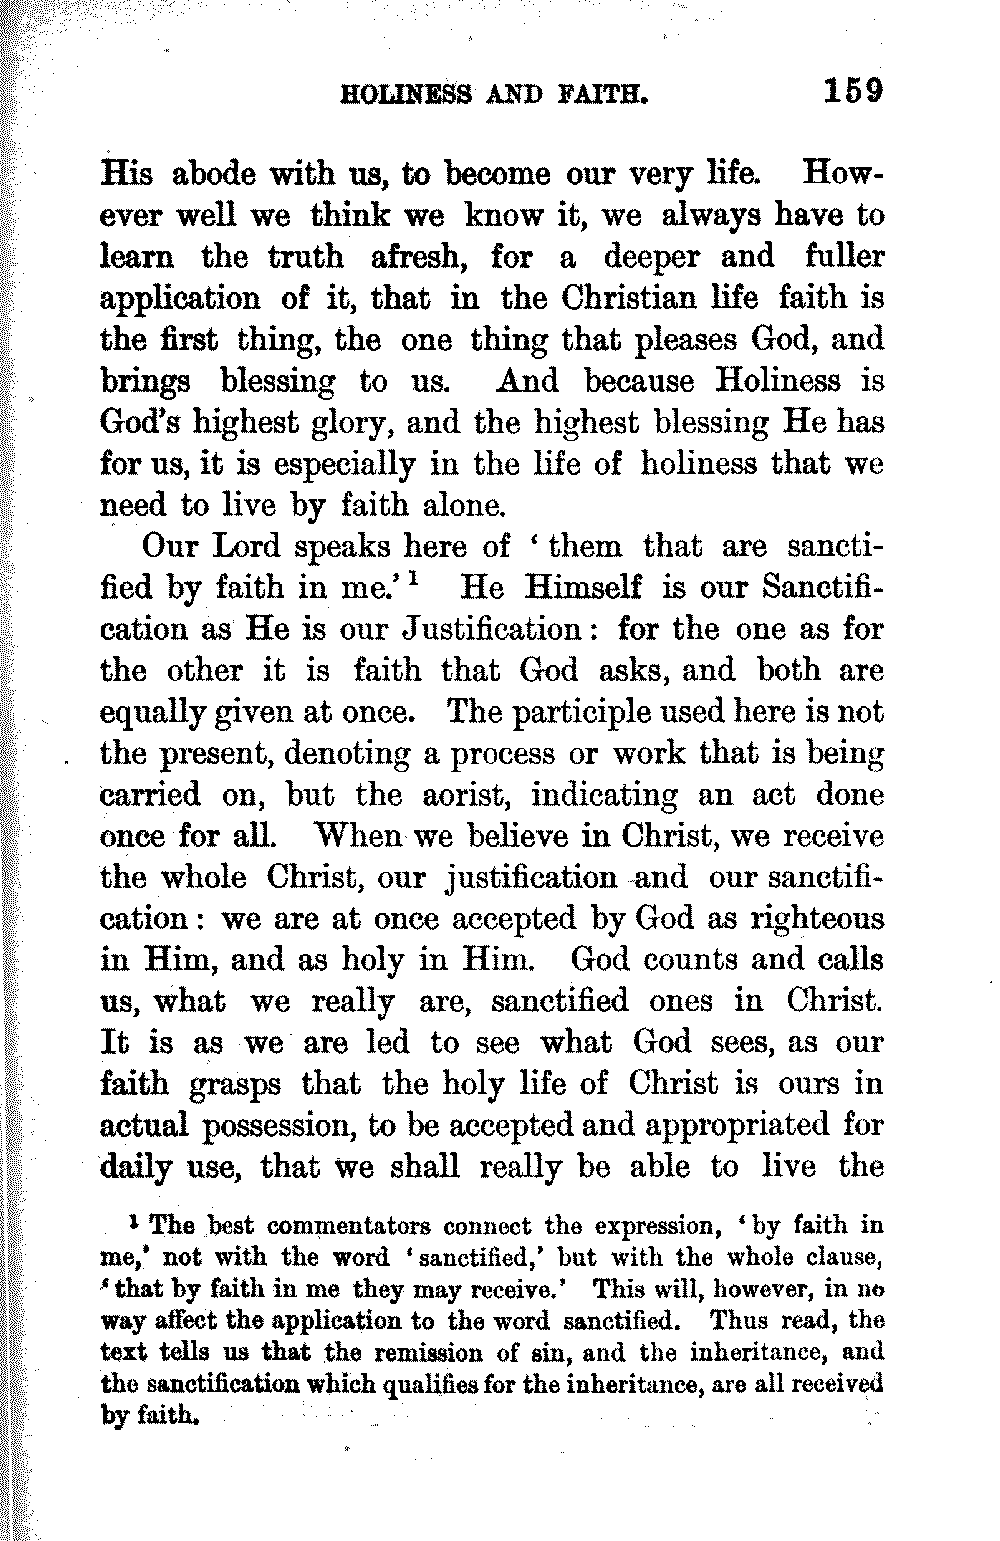 HOLINESS AND FAITH. 159
His abode with us, to become our very life. How-
ever well we think we know it, we always have to
learn the truth afresh, for a deeper and fuller
application of it, that in the Christian life faith is
the first thing, the one thing that pleases God, and
brings blessing to us. And because Holiness is
God's highest glory, and the highest blessing He has
for us, it is especially in the life of holiness that we
need to live by faith alone.
Our Lord speaks here of ‘ them that are sancti-
fied by faith in me.’ ¹ He Himself is our Sanctifi-
cation as He is our Justification : for the one as for
the other it is faith that God asks, and both are
equally given at once. The participle used here is not
the present, denoting a process or work that is being
carried on, but the aorist, indicating an act done
once for all. When we believe in Christ, we receive
the whole Christ, our justification and our sanctifi-
cation : we are at once accepted by God as righteous
in Him, and as holy in Him. God counts and calls
us, what we really are, sanctified ones in Christ.
It is as we are led to see what God sees, as our
faith grasps that the holy life of Christ is ours in
actual possession, to be accepted and appropriated for
daily use, that we shall really be able to live the
¹ The best commentators connect the expression, ‘ by faith in
me,’ not with the word ‘ sanctified,’ but with the whole clause,
‘ that by faith in me they may receive.’ This will, however, in no
way affect the application to the word sanctified. Thus read, the
text tells us that the remission of sin, and the inheritance, and
the sanctification which qualifies for the inheritance, are all received
by faith.